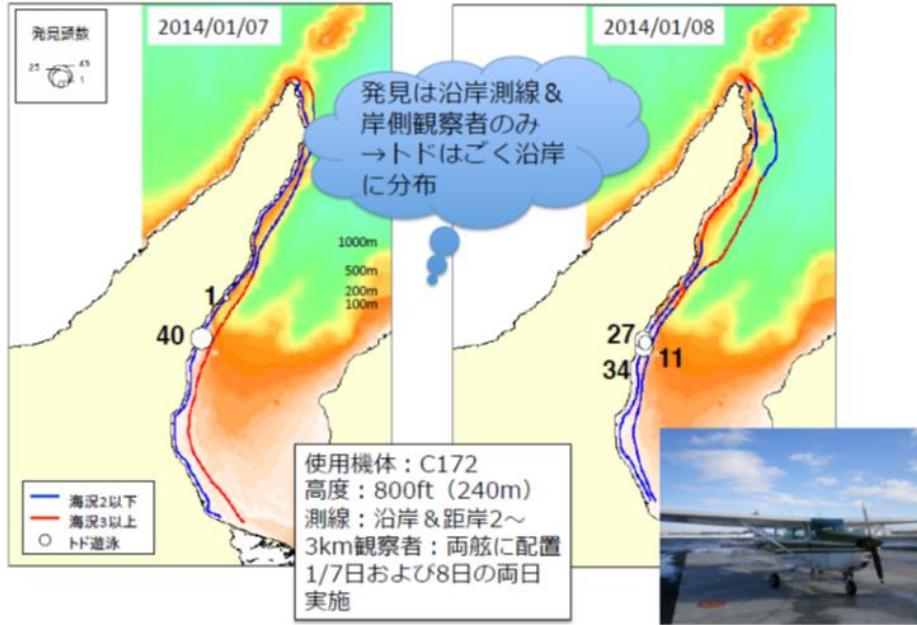 発見頭数
25 45
1
2014/01/07
2014/01/08
発見は沿岸測線&
岸側観察者のみ
→トドはごく沿岸
に分布
1000m
500m
200m
100m
1
40
27
11
34
海況2以下
海況3以上
トド遊泳
使用機体：C172
高度：800ft（240m）
測線：沿岸&距岸2～
3km観察者：両舷に配置
1/7日および8日の両日
実施